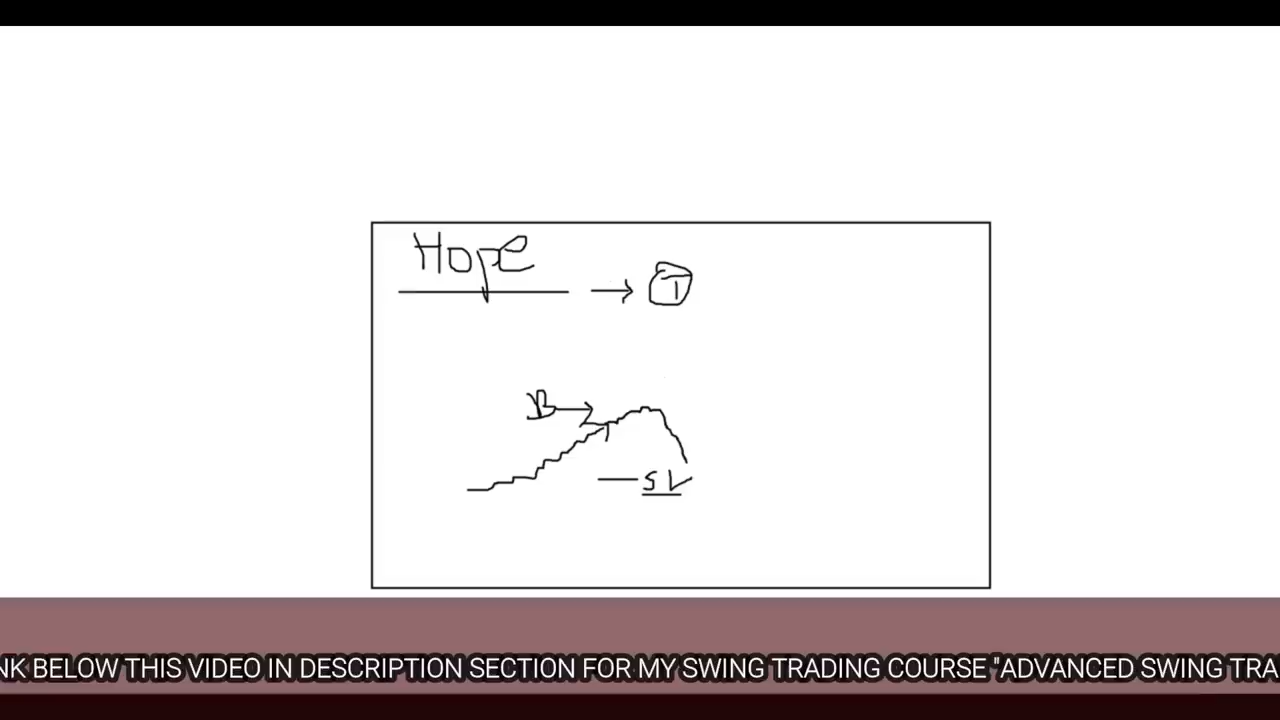 Hope
→ T
B →
— SL
NK BELOW THIS VIDEO IN DESCRIPTION SECTION FOR MY SWING TRADING COURSE "ADVANCED SWING TRA